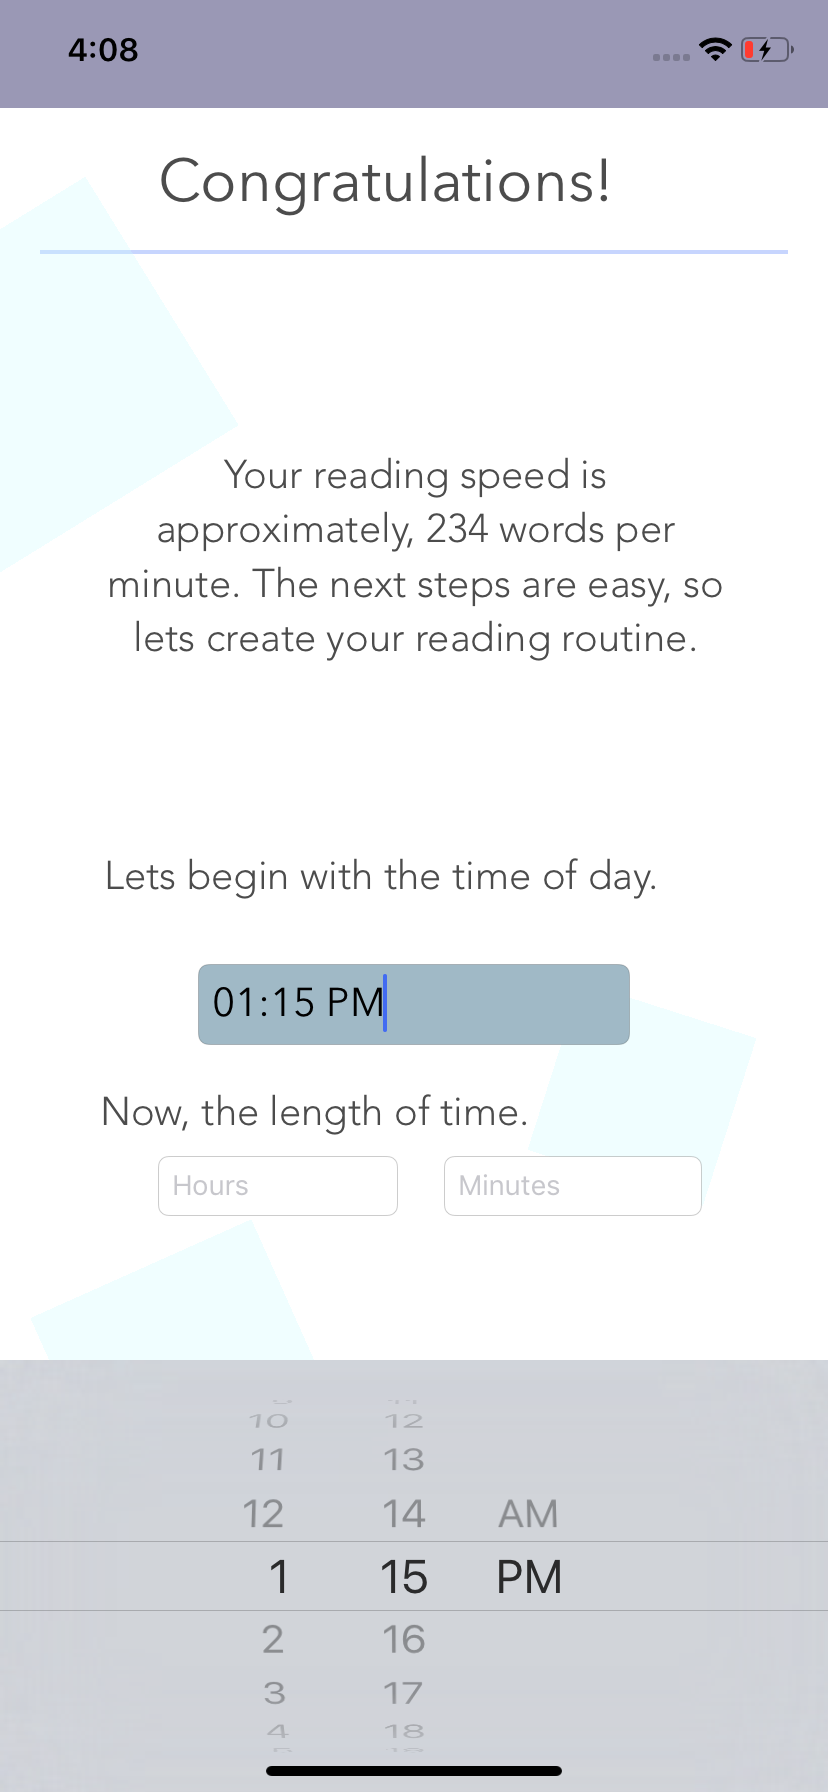 4:08
Congratulations!
Your reading speed is
approximately, 234 words per
minute. The next steps are easy, so
lets create your reading routine.
Lets begin with the time of day.
01:15 PM
Now, the length of time.
Hours Minutes
10 12
11 13
12 14 AM
1 15 PM
2 16
3 17
4 18